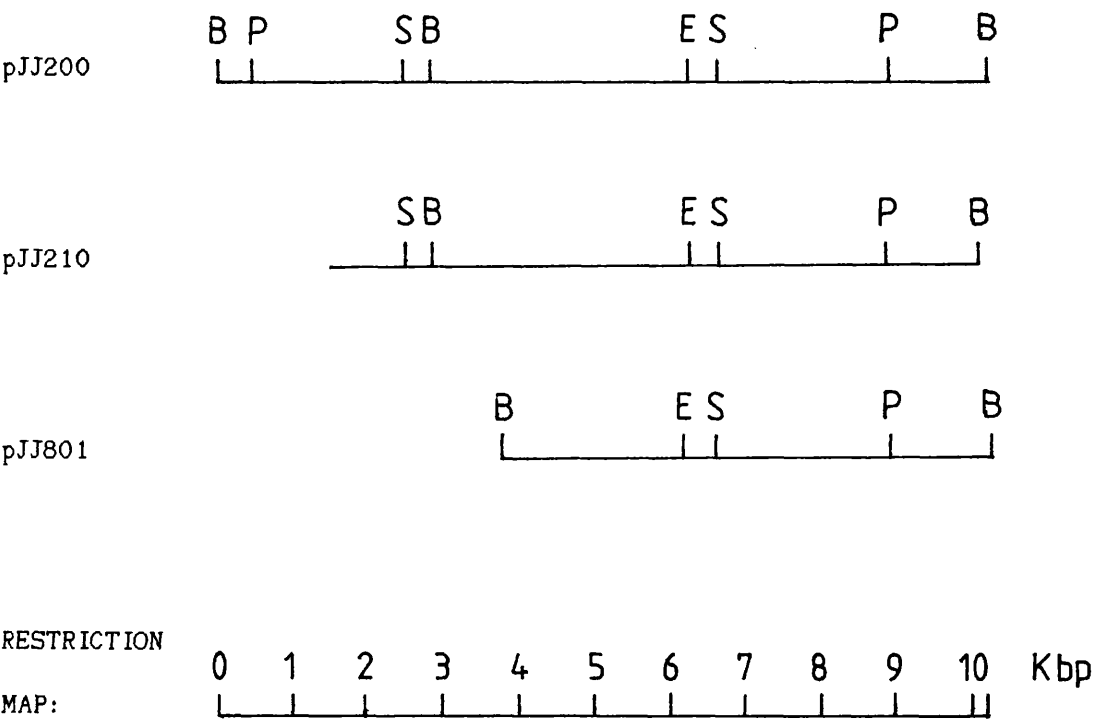 B P S B E S P B
pJJ200
S B E S P B
pJJ210
B E S P B
pJJ801
RESTRICTION
0 1 2 3 4 5 6 7 8 9 10 Kbp
MAP: